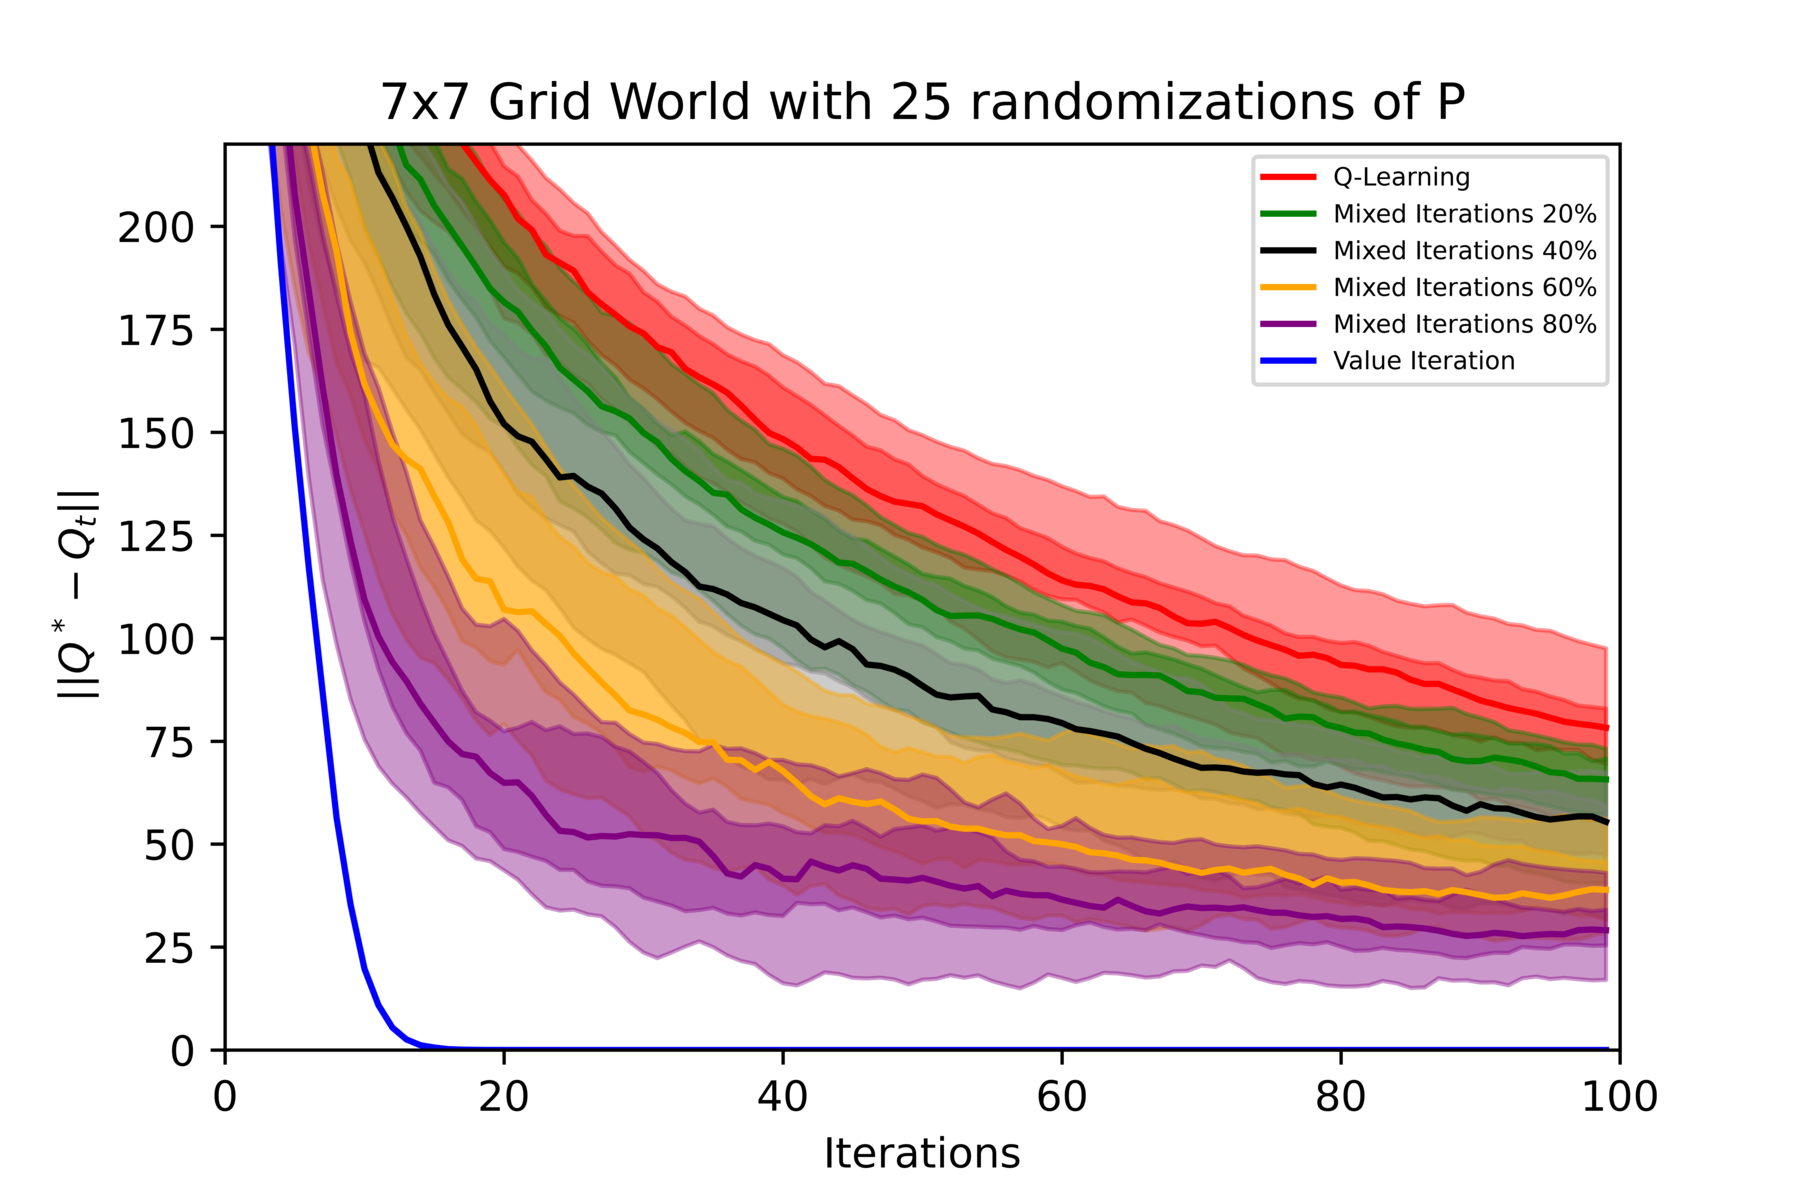 7x7 Grid World with 25 randomizations of P
||Q* − Qt||
200
175
150
125
100
75
50
25
0
0 20 40 60 80 100
Iterations
Q-Learning
Mixed Iterations 20%
Mixed Iterations 40%
Mixed Iterations 60%
Mixed Iterations 80%
Value Iteration